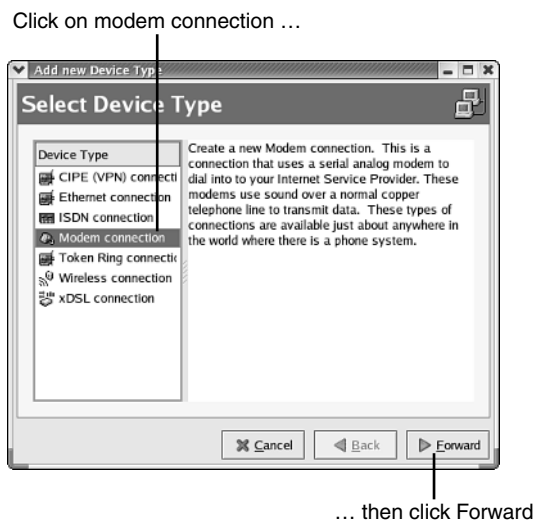 Click on modem connection …
Add new Device Type
Select Device Type
Device Type
CIPE (VPN) connecti
Ethernet connection
ISDN connection
Modem connection
Token Ring connectic
Wireless connection
xDSL connection
Create a new Modem connection. This is a
connection that uses a serial analog modem to
dial into to your Internet Service Provider. These
modems use sound over a normal copper
telephone line to transmit data. These types of
connections are available just about anywhere in
the world where there is a phone system.
Cancel
Back
Forward
… then click Forward